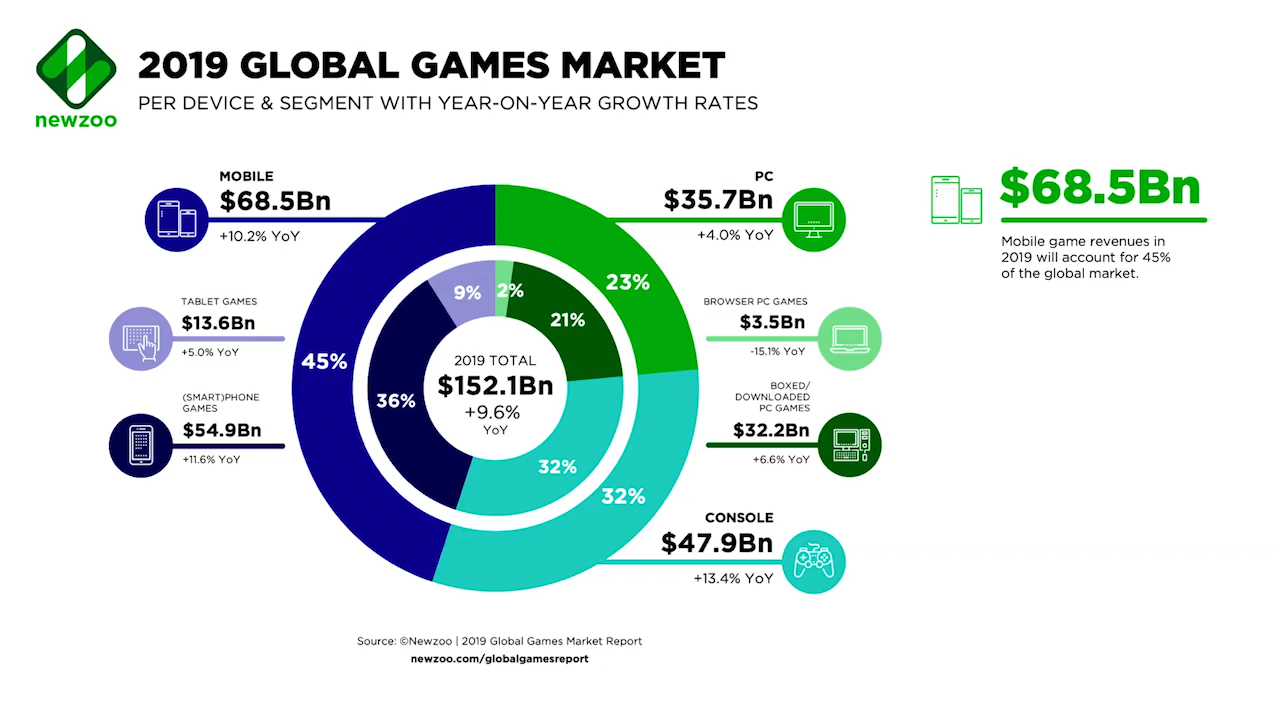 2019 GLOBAL GAMES MARKET
PER DEVICE & SEGMENT WITH YEAR-ON-YEAR GROWTH RATES
newzoo
MOBILE
$68.5Bn
+10.2% YoY
TABLET GAMES
$13.6Bn
+5.0% YoY
(SMART)PHONE
GAMES
$54.9Bn
+11.6% YoY
45%
36%
9%
2%
21%
23%
32%
32%
2019 TOTAL
$152.1Bn
+9.6%
YoY
PC
$35.7Bn
+4.0% YoY
BROWSER PC GAMES
$3.5Bn
-15.1% YoY
BOXED/
DOWNLOADED
PC GAMES
$32.2Bn
+6.6% YoY
CONSOLE
$47.9Bn
+13.4% YoY
$68.5Bn
Mobile game revenues in
2019 will account for 45%
of the global market.
Source: ©Newzoo | 2019 Global Games Market Report
newzoo.com/globalgamesreport